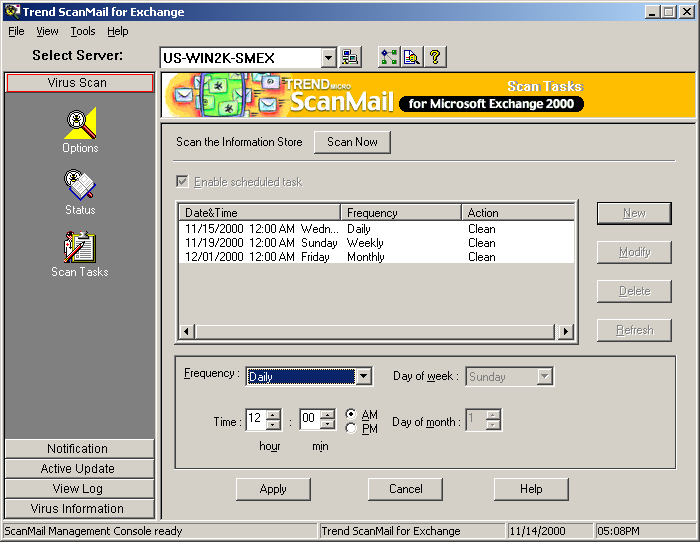 Trend ScanMail for Exchange
File View Tools Help
Select Server: US-WIN2K-SMEX
Virus Scan
Options
Status
Scan Tasks
Notification
Active Update
View Log
Virus Information
TREND MICRO
ScanMail
Scan Tasks
for Microsoft Exchange 2000
Scan the Information Store Scan Now
Enable scheduled task
Date&Time Frequency Action
11/15/2000 12:00 AM Wedn... Daily Clean
11/19/2000 12:00 AM Sunday Weekly Clean
12/01/2000 12:00 AM Friday Monthly Clean
New
Modify
Delete
Refresh
Frequency : Daily Day of week : Sunday
Time : 12 : 00 AM PM Day of month : 1
hour min
Apply Cancel Help
ScanMail Management Console ready Trend ScanMail for Exchange 11/14/2000 05:08PM